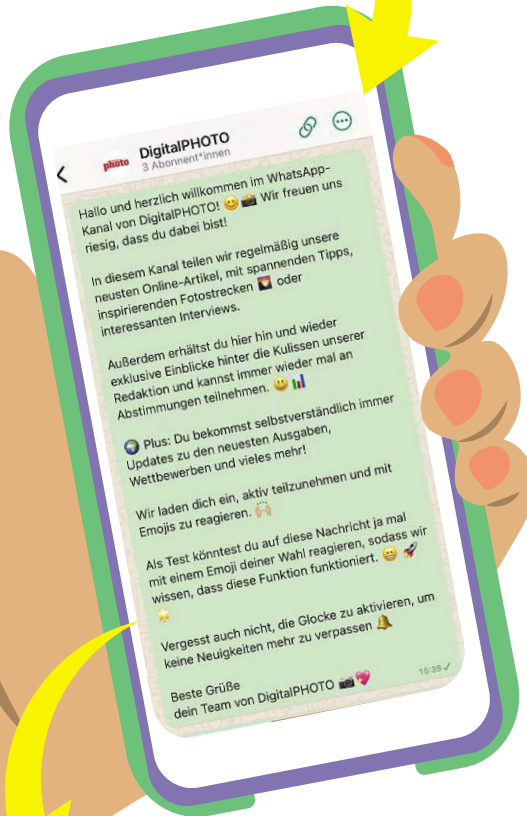 photo
DigitalPHOTO
3 Abonnent*innen
Hallo und herzlich willkommen im WhatsApp-
Kanal von DigitalPHOTO! 😊📸 Wir freuen uns
riesig, dass du dabei bist!
In diesem Kanal teilen wir regelmäßig unsere
neusten Online-Artikel, mit spannenden Tipps,
inspirierenden Fotostrecken 🌄 oder
interessanten Interviews.
Außerdem erhältst du hier hin und wieder
exklusive Einblicke hinter die Kulissen unserer
Redaktion und kannst immer wieder mal an
Abstimmungen teilnehmen. 😃📊
🌍 Plus: Du bekommst selbstverständlich immer
Updates zu den neuesten Ausgaben,
Wettbewerben und vieles mehr!
Wir laden dich ein, aktiv teilzunehmen und mit
Emojis zu reagieren. 🙌🏼
Als Test könntest du auf diese Nachricht ja mal
mit einem Emoji deiner Wahl reagieren, sodass wir
wissen, dass diese Funktion funktioniert. 😄🚀
🌟
Vergesst auch nicht, die Glocke zu aktivieren, um
keine Neuigkeiten mehr zu verpassen 🔔
Beste Grüße
dein Team von DigitalPHOTO 📸💖
15:39 ✓